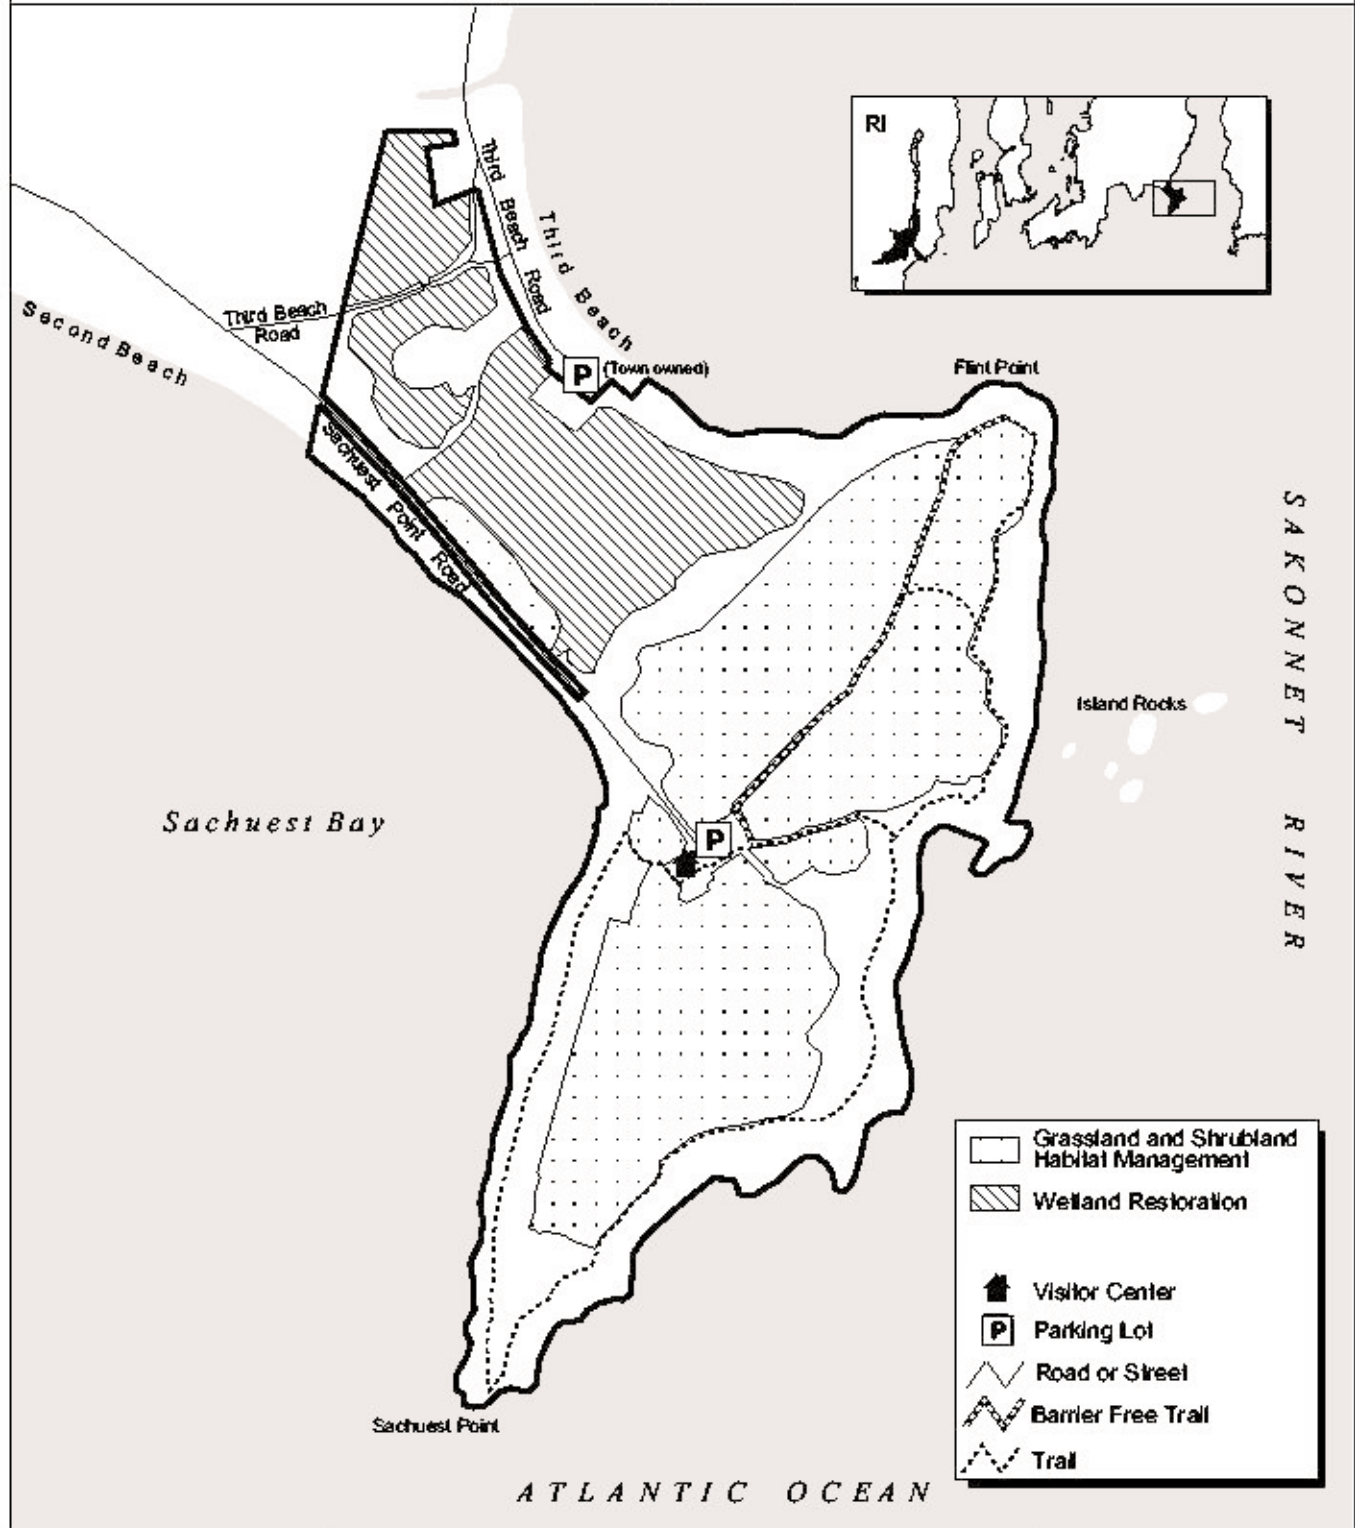 RI
Third
Beach
Road
Third Beach
Second Beach
Third Beach
Road
P
(Town owned)
Flint Point
Sachuest Point Road
SAKONNET RIVER
Island Rocks
Sachuest Bay
P
Grassland and Shrubland
Habitat Management
Wetland Restoration
Visitor Center
P
Parking Lot
Road or Street
Barrier Free Trail
Trail
Sachuest Point
ATLANTIC OCEAN